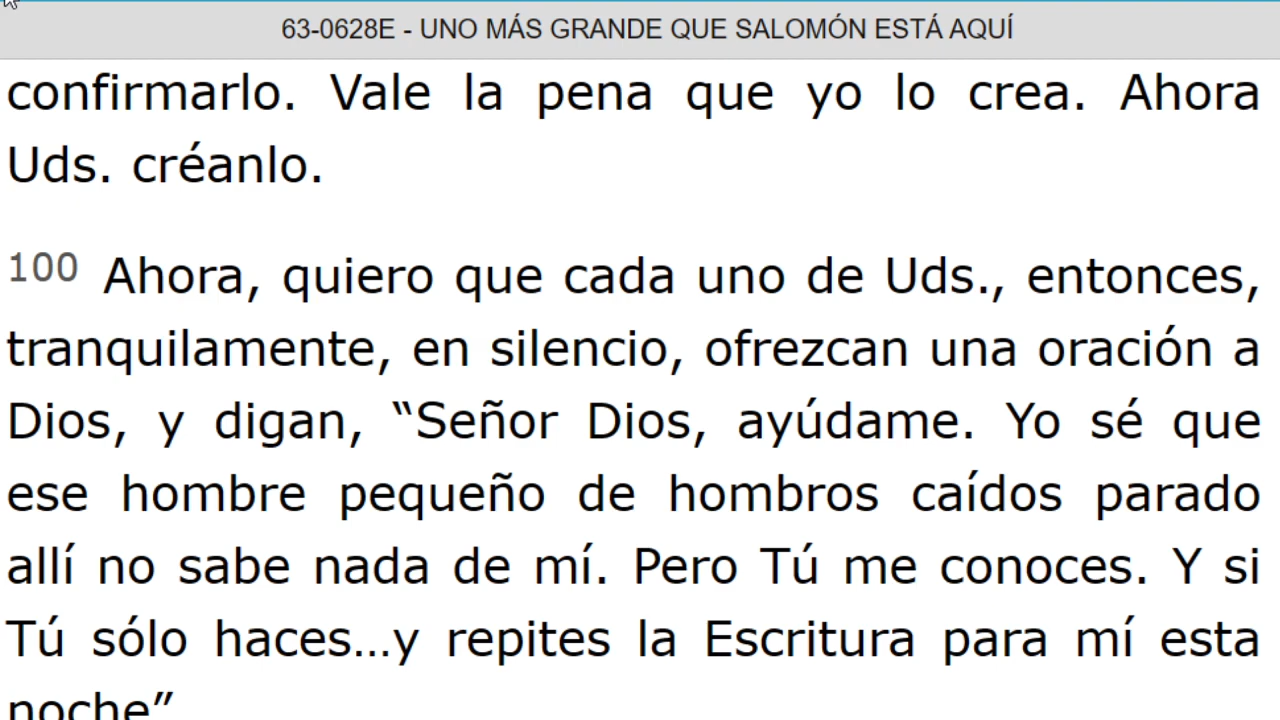 63-0628E - UNO MÁS GRANDE QUE SALOMÓN ESTÁ AQUÍ
confirmarlo. Vale la pena que yo lo crea. Ahora
Uds. créanlo.
100 Ahora, quiero que cada uno de Uds., entonces,
tranquilamente, en silencio, ofrezcan una oración a
Dios, y digan, “Señor Dios, ayúdame. Yo sé que
ese hombre pequeño de hombros caídos parado
allí no sabe nada de mí. Pero Tú me conoces. Y si
Tú sólo haces...y repites la Escritura para mí esta
noche”